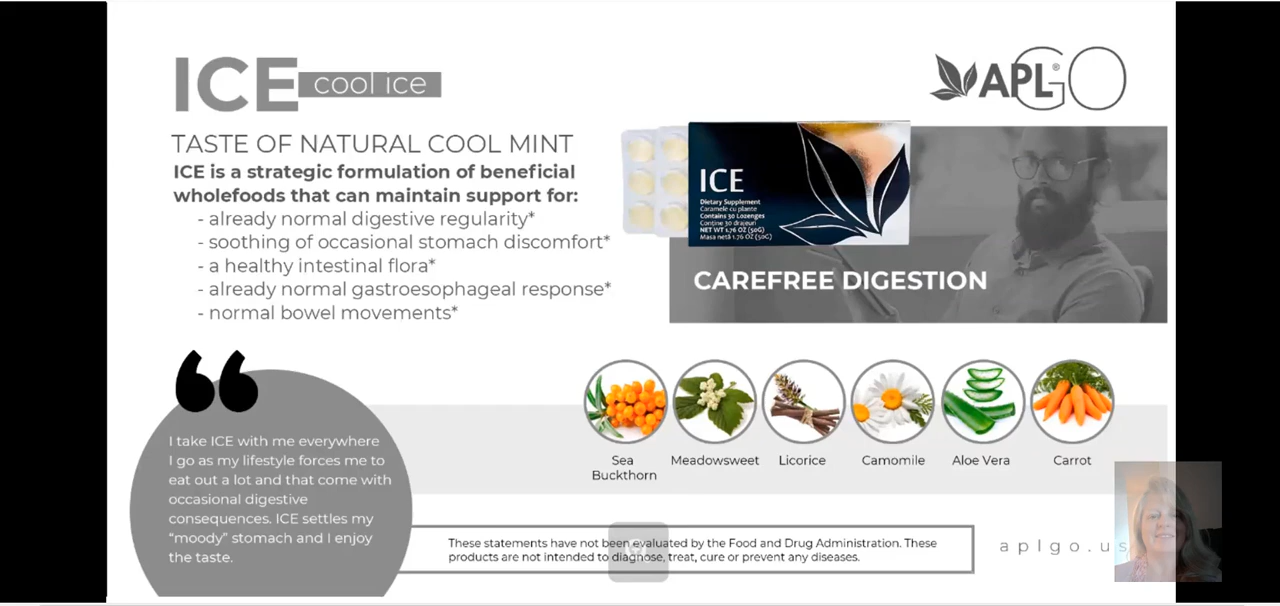 ICE cool ice
APLGO®
TASTE OF NATURAL COOL MINT
ICE is a strategic formulation of beneficial
wholefoods that can maintain support for:
- already normal digestive regularity*
- soothing of occasional stomach discomfort*
- a healthy intestinal flora*
- already normal gastroesophageal response*
- normal bowel movements*
ICE
Dietary Supplement
Caramele cu plante
Contains 30 Lozenges
Conține 30 drajeuri
NET WT 1.76 OZ (50G)
Masa netă 1.76 OZ (50G)
CAREFREE DIGESTION
Sea
Buckthorn
Meadowsweet
Licorice
Camomile
Aloe Vera
Carrot
I take ICE with me everywhere
I go as my lifestyle forces me to
eat out a lot and that come with
occasional digestive
consequences. ICE settles my
“moody” stomach and I enjoy
the taste.
These statements have not been evaluated by the Food and Drug Administration. These
products are not intended to diagnose, treat, cure or prevent any diseases.
aplgo.us